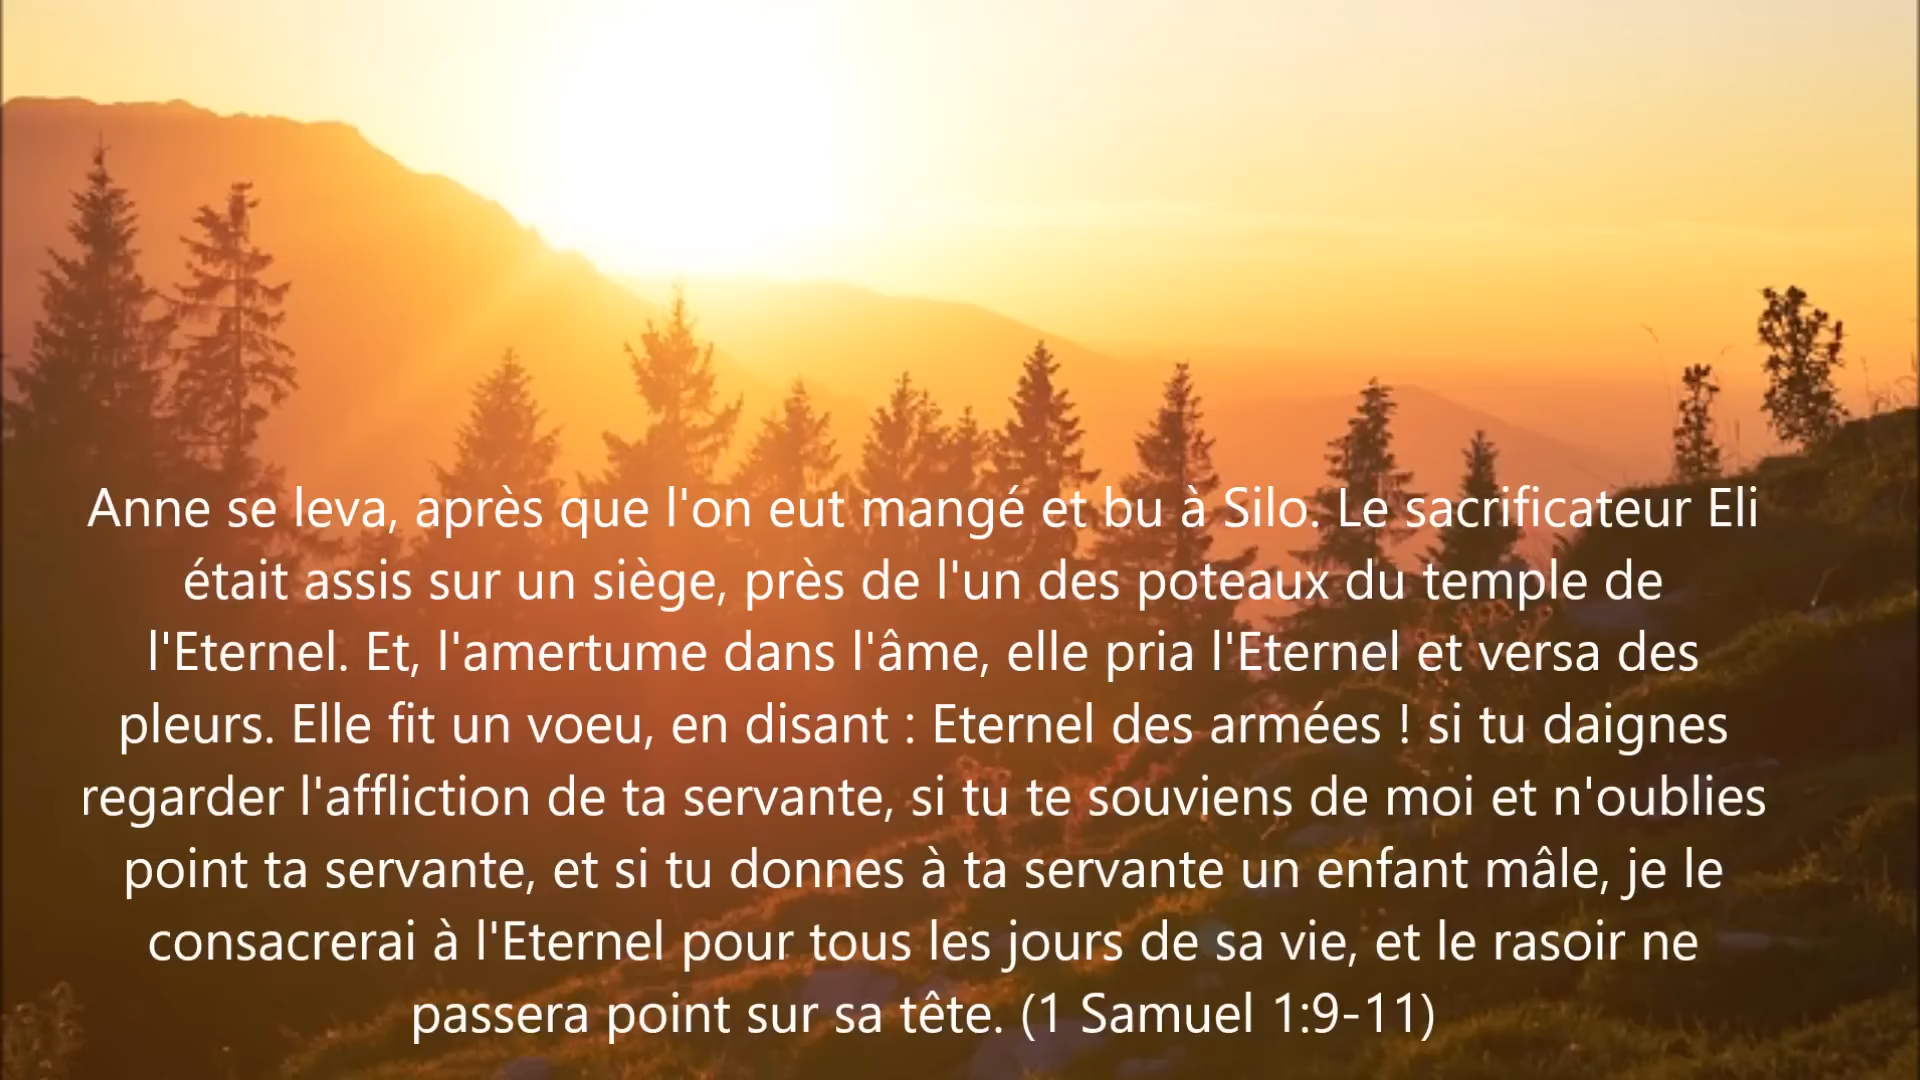 Anne se leva, après que l'on eut mangé et bu à Silo. Le sacrificateur Eli
était assis sur un siège, près de l'un des poteaux du temple de
l'Eternel. Et, l'amertume dans l'âme, elle pria l'Eternel et versa des
pleurs. Elle fit un voeu, en disant : Eternel des armées ! si tu daignes
regarder l'affliction de ta servante, si tu te souviens de moi et n'oublies
point ta servante, et si tu donnes à ta servante un enfant mâle, je le
consacrerai à l'Eternel pour tous les jours de sa vie, et le rasoir ne
passera point sur sa tête. (1 Samuel 1:9-11)